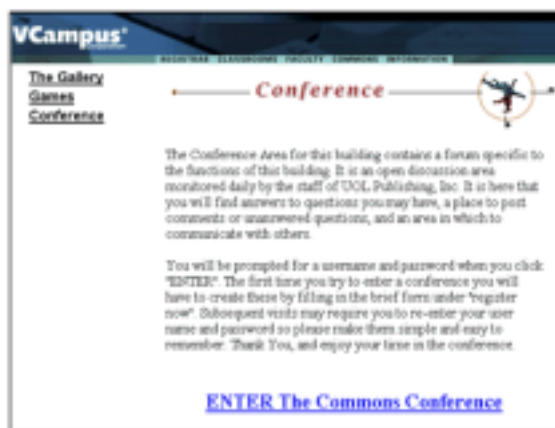 VCampus
REGISTRAR CLASSROOMS FACULTY COMMONS INFORMATION
The Gallery
Games
Conference
Conference
The Conference Area for this building contains a forum specific to
the functions of this building. It is an open discussion area
monitored daily by the staff of UOL Publishing, Inc. It is here that
you will find answers to questions you may have, a place to post
comments or unanswered questions, and an area in which to
communicate with others.
You will be prompted for a username and password when you click
"ENTER". The first time you try to enter a conference you will
have to create these by filling in the brief form under "register
now". Subsequent visits may require you to re-enter your user
name and password so please make them simple and easy to
remember. Thank You, and enjoy your time in the conference.
ENTER The Commons Conference